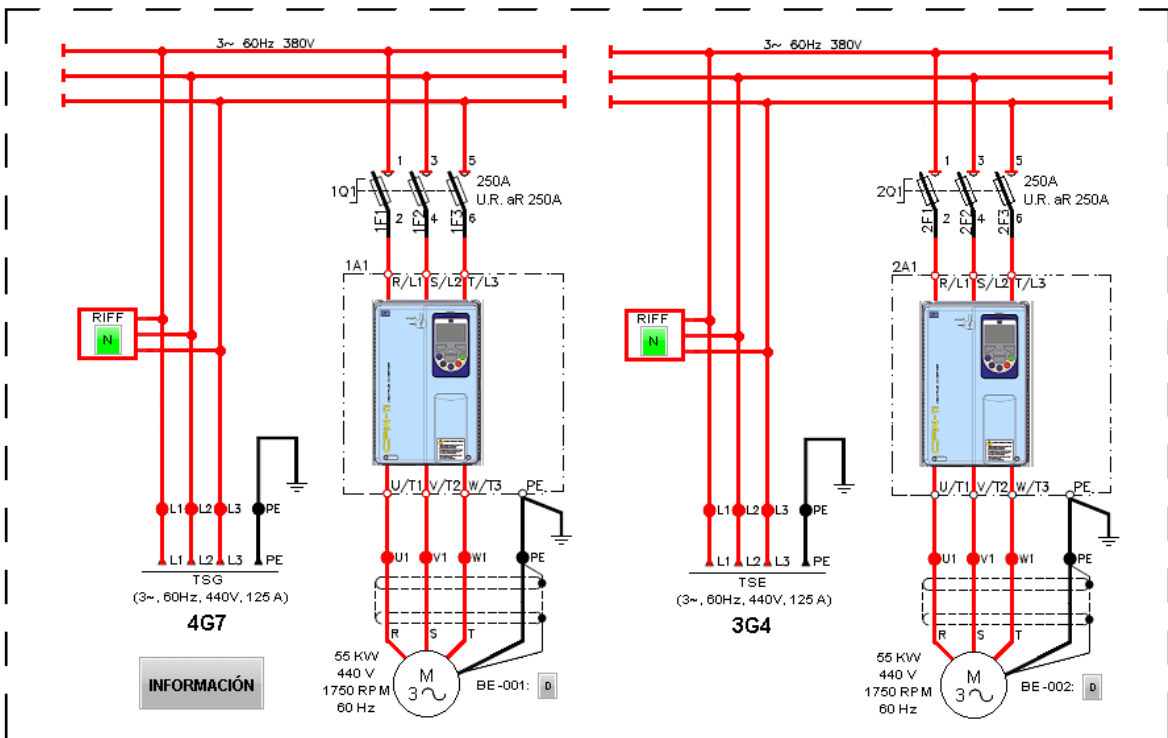 3~ 60Hz 380V
1 3 5
1Q1
250A
U.R. aR 250A
1F1 1F2 1F3
2 4 6
1A1
R/L1 S/L2 T/L3
RIFF
N
CFW-11
U/T1 V/T2 W/T3 PE
L1 L2 L3 PE
U1 V1 W1 PE
L1 L2 L3 PE
TSG
(3~, 60Hz, 440V, 125 A)
4G7
R S T
55 KW
440 V
1750 RPM
60 Hz
M
3~
BE-001: D
INFORMACIÓN
3~ 60Hz 380V
1 3 5
2Q1
250A
U.R. aR 250A
2F1 2F2 2F3
2 4 6
2A1
R/L1 S/L2 T/L3
RIFF
N
CFW-11
U/T1 V/T2 W/T3 PE
L1 L2 L3 PE
U1 V1 W1 PE
L1 L2 L3 PE
TSE
(3~, 60Hz, 440V, 125 A)
3G4
R S T
55 KW
440 V
1750 RPM
60 Hz
M
3~
BE-002: D